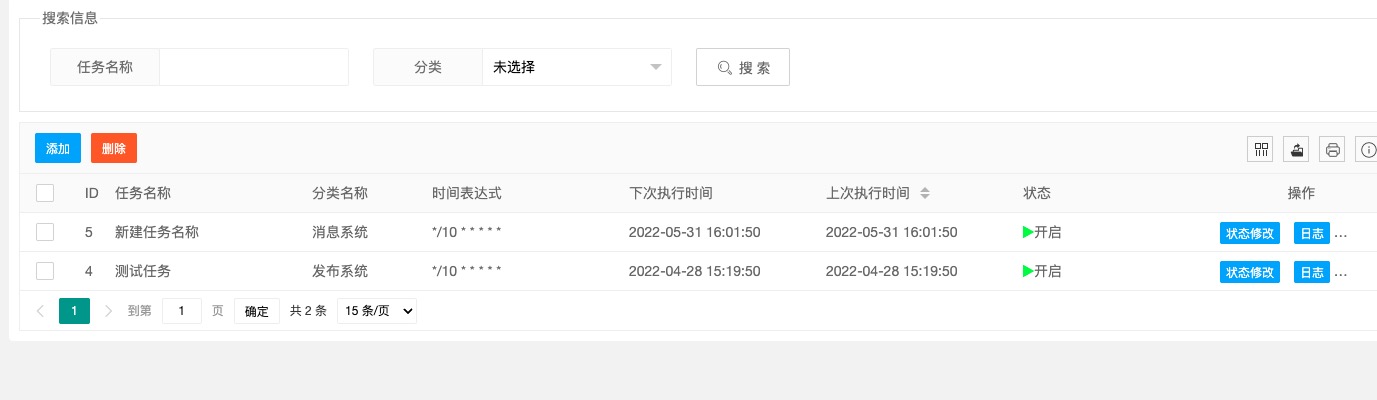 搜索信息
任务名称 分类 未选择 搜 索
添加 删除
ID 任务名称 分类名称 时间表达式 下次执行时间 上次执行时间 状态 操作
5 新建任务名称 消息系统 */10 * * * * * 2022-05-31 16:01:50 2022-05-31 16:01:50 开启 状态修改 日志 ...
4 测试任务 发布系统 */10 * * * * * 2022-04-28 15:19:50 2022-04-28 15:19:50 开启 状态修改 日志 ...
1 到第 1 页 确定 共 2 条 15 条/页